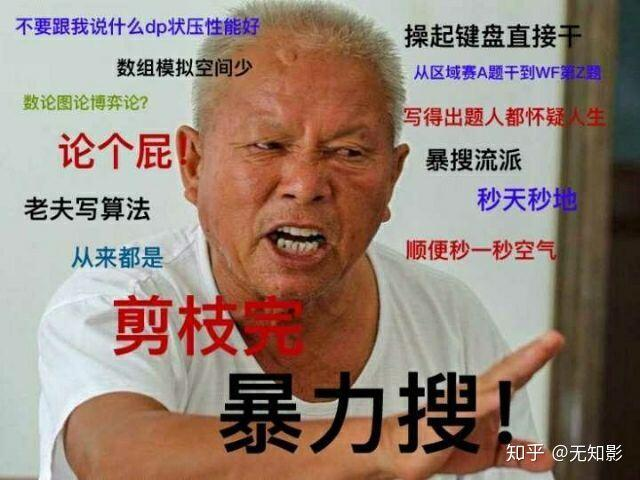 不要跟我说什么dp状压性能好
数组模拟空间少
数论图论博弈论?
论个屁!
老夫写算法
从来都是
剪枝完
暴力搜!
操起键盘直接干
从区域赛A题干到WF第Z题
写得出题人都怀疑人生
暴搜流派
秒天秒地
顺便秒一秒空气
知乎 @无知影